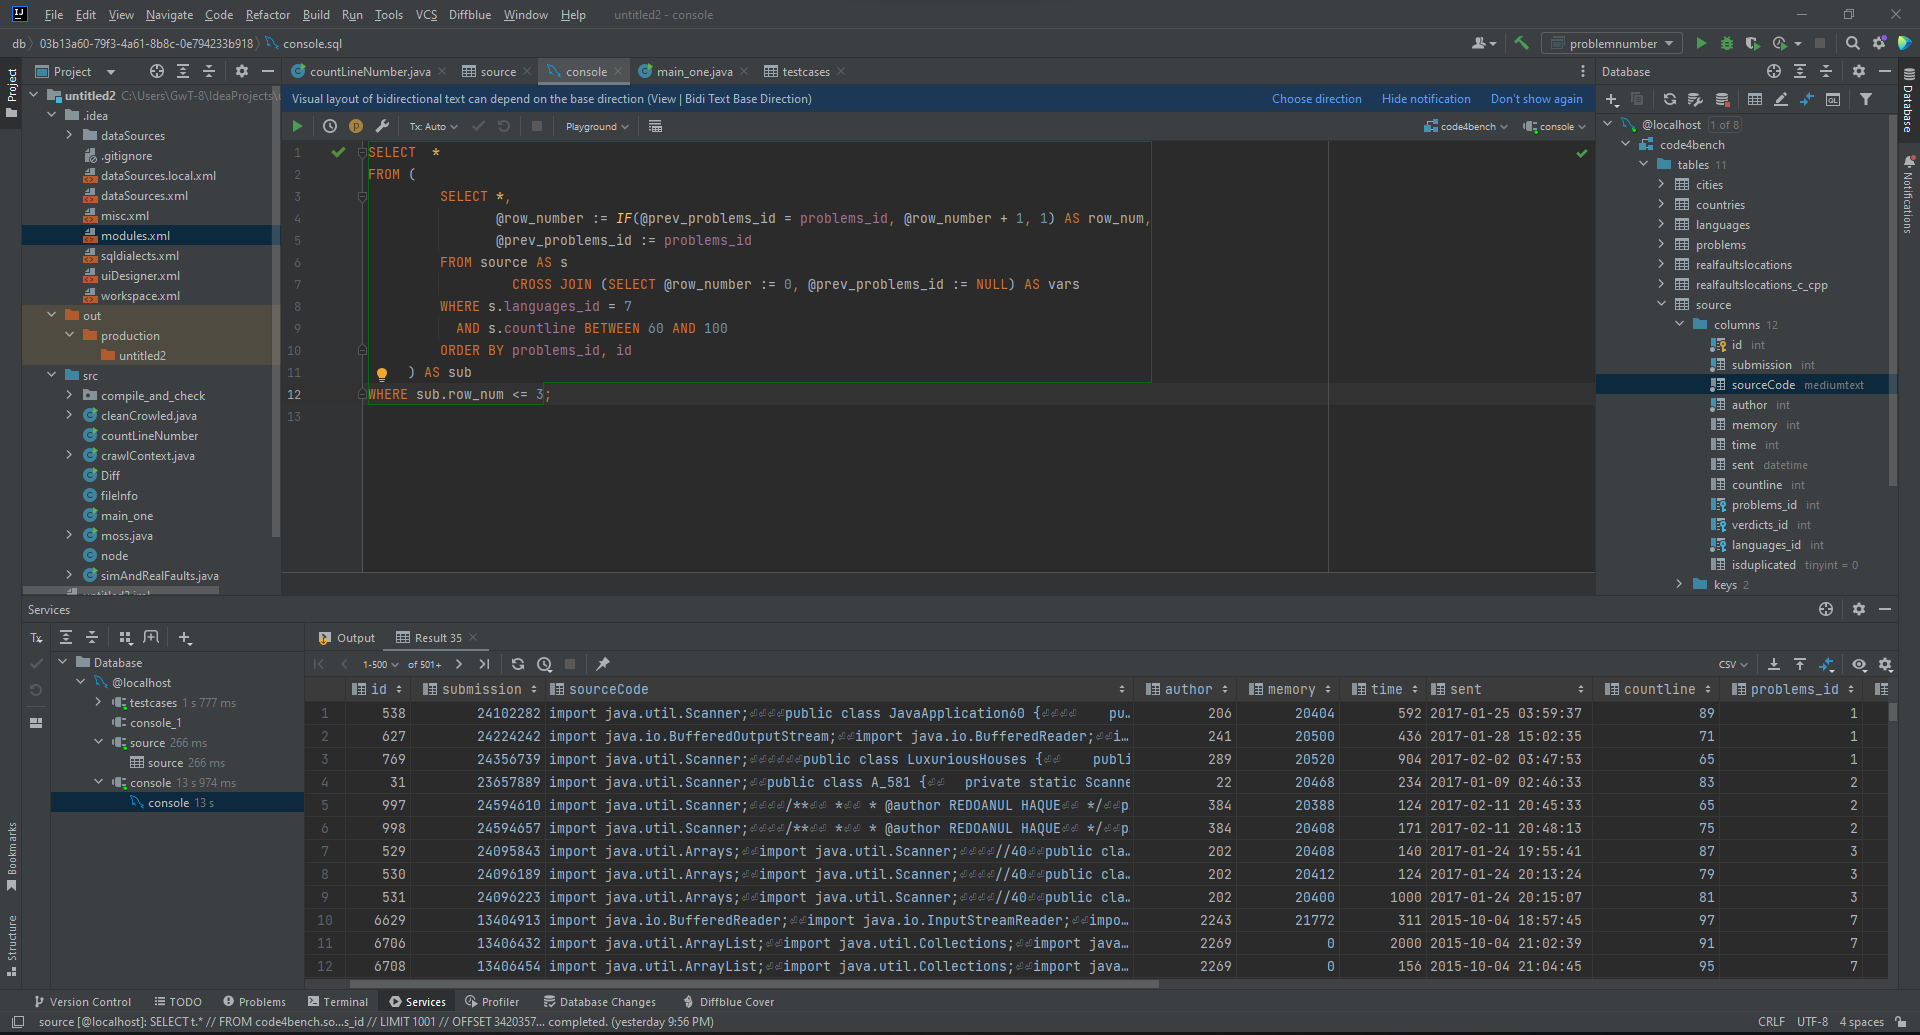 File Edit View Navigate Code Refactor Build Run Tools VCS Diffblue Window Help untitled2 - console
db 03b13a60-79f3-4a61-8b8c-0e794233b918 console.sql problemnumber
Project countLineNumber.java source console main_one.java testcases Database
Visual layout of bidirectional text can depend on the base direction (View | Bidi Text Base Direction) Choose direction Hide notification Don't show again
Tx: Auto Playground code4bench console
Project
untitled2 C:\Users\GwT-8\IdeaProjects\
.idea
dataSources
.gitignore
dataSources.local.xml
dataSources.xml
misc.xml
modules.xml
sqldialects.xml
uiDesigner.xml
workspace.xml
out
production
untitled2
src
compile_and_check
cleanCrowled.java
countLineNumber
crawlContext.java
Diff
fileInfo
main_one
moss.java
node
simAndRealFaults.java
untitled2.iml
1 SELECT *
2 FROM (
3 SELECT *,
4 @row_number := IF(@prev_problems_id = problems_id, @row_number + 1, 1) AS row_num,
5 @prev_problems_id := problems_id
6 FROM source AS s
7 CROSS JOIN (SELECT @row_number := 0, @prev_problems_id := NULL) AS vars
8 WHERE s.languages_id = 7
9 AND s.countline BETWEEN 60 AND 100
10 ORDER BY problems_id, id
11 ) AS sub
12 WHERE sub.row_num <= 3;
13
@localhost 1 of 8
code4bench
tables 11
cities
countries
languages
problems
realfaultslocations
realfaultslocations_c_cpp
source
columns 12
id int
submission int
sourceCode mediumtext
author int
memory int
time int
sent datetime
countline int
problems_id int
verdicts_id int
languages_id int
isduplicated tinyint = 0
keys 2
Database
Notifications
Services
Tx
Database
@localhost
testcases 1 s 777 ms
console_1
source 266 ms
source 266 ms
console 13 s 974 ms
console 13 s
Bookmarks
Structure
Output Result 35
1-500 of 501+ CSV
id submission sourceCode author memory time sent countline problems_id
1 538 24102282 import java.util.Scanner;⏎⏎⏎⏎public class JavaApplication60 {⏎⏎⏎⏎ pu… 206 20404 592 2017-01-25 03:59:37 89 1
2 627 24224242 import java.io.BufferedOutputStream;⏎⏎import java.io.BufferedReader;⏎⏎i… 241 20500 436 2017-01-28 15:02:35 71 1
3 769 24356739 import java.util.Scanner;⏎⏎⏎⏎⏎⏎public class LuxuriousHouses {⏎⏎ publi 289 20520 904 2017-02-02 03:47:53 65 1
4 31 23657889 import java.util.Scanner;⏎⏎public class A_581 {⏎⏎ private static Scanne 22 20468 234 2017-01-09 02:46:33 83 2
5 997 24594610 import java.util.Scanner;⏎⏎⏎⏎/**⏎⏎ *⏎⏎ * @author REDOANUL HAQUE⏎⏎ */⏎⏎p 384 20388 124 2017-02-11 20:45:33 65 2
6 998 24594657 import java.util.Scanner;⏎⏎⏎⏎/**⏎⏎ *⏎⏎ * @author REDOANUL HAQUE⏎⏎ */⏎⏎p 384 20408 171 2017-02-11 20:48:13 75 2
7 529 24095843 import java.util.Arrays;⏎⏎import java.util.Scanner;⏎⏎⏎⏎//40⏎⏎public cla… 202 20408 140 2017-01-24 19:55:41 87 3
8 530 24096189 import java.util.Arrays;⏎⏎import java.util.Scanner;⏎⏎⏎⏎//40⏎⏎public cla… 202 20412 124 2017-01-24 20:13:24 79 3
9 531 24096223 import java.util.Arrays;⏎⏎import java.util.Scanner;⏎⏎⏎⏎//40⏎⏎public cla… 202 20400 1000 2017-01-24 20:15:07 81 3
10 6629 13404913 import java.io.BufferedReader;⏎⏎import java.io.InputStreamReader;⏎⏎impo… 2243 21772 311 2015-10-04 18:57:45 97 7
11 6706 13406432 import java.util.ArrayList;⏎⏎import java.util.Collections;⏎⏎import java… 2269 0 2000 2015-10-04 21:02:39 91 7
12 6708 13406454 import java.util.ArrayList;⏎⏎import java.util.Collections;⏎⏎import java… 2269 0 156 2015-10-04 21:04:45 95 7
Version Control TODO Problems Terminal Services Profiler Database Changes Diffblue Cover
source [@localhost]: SELECT t.* // FROM code4bench.so...s_id // LIMIT 1001 // OFFSET 3420357... completed. (yesterday 9:56 PM) CRLF UTF-8 4 spaces